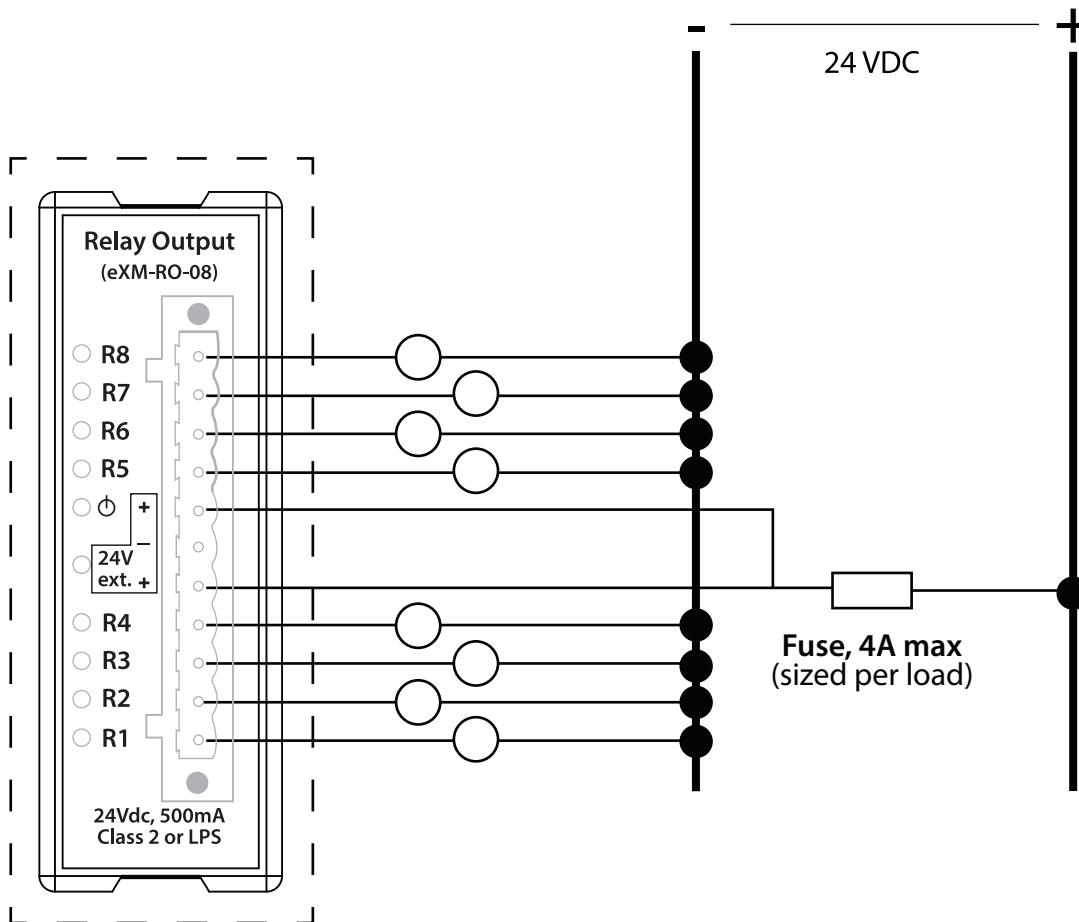 -
+
24 VDC
Relay Output
(eXM-RO-08)
R8
R7
R6
R5
+
–
24V
ext. +
R4
R3
R2
R1
24Vdc, 500mA
Class 2 or LPS
Fuse, 4A max
(sized per load)